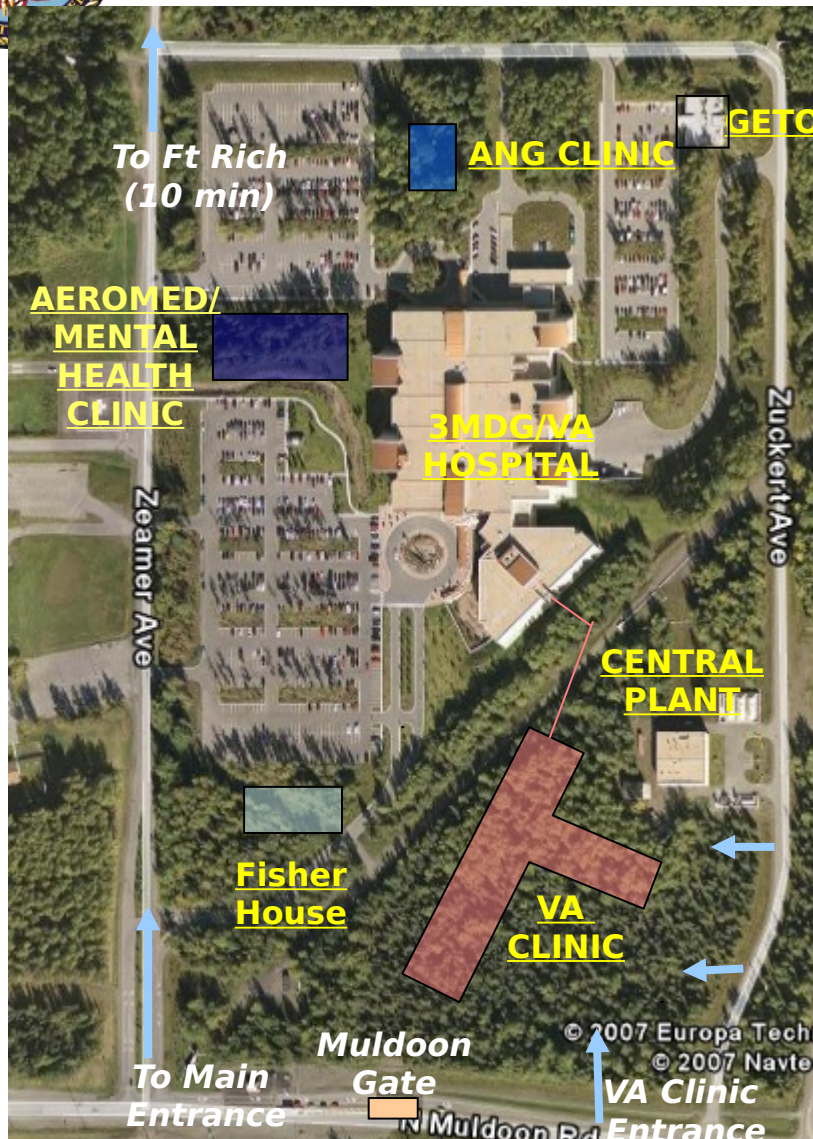 GETO
ANG CLINIC
To Ft Rich
(10 min)
AEROMED/
MENTAL
HEALTH
CLINIC
3MDG/VA
HOSPITAL
Zuckert Ave
Zeamer Ave
CENTRAL
PLANT
Fisher
House
VA
CLINIC
© 2007 Europa Tech
© 2007 Navte
Muldoon
Gate
To Main
Entrance
VA Clinic
Entrance
N Muldoon Rd